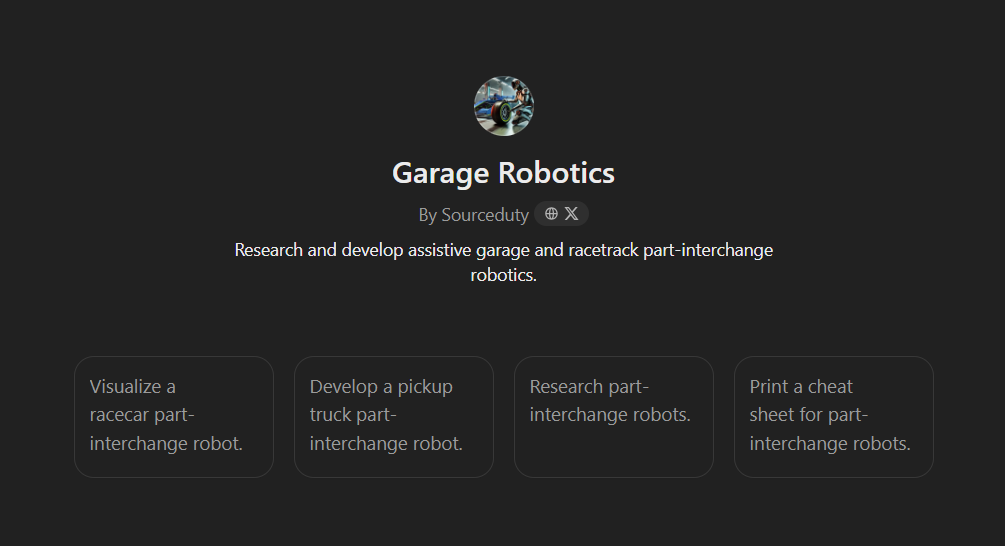 Garage Robotics
By Sourceduty
Research and develop assistive garage and racetrack part-interchange
robotics.
Visualize a
racecar part-
interchange robot.
Develop a pickup
truck part-
interchange robot.
Research part-
interchange robots.
Print a cheat
sheet for part-
interchange robots.